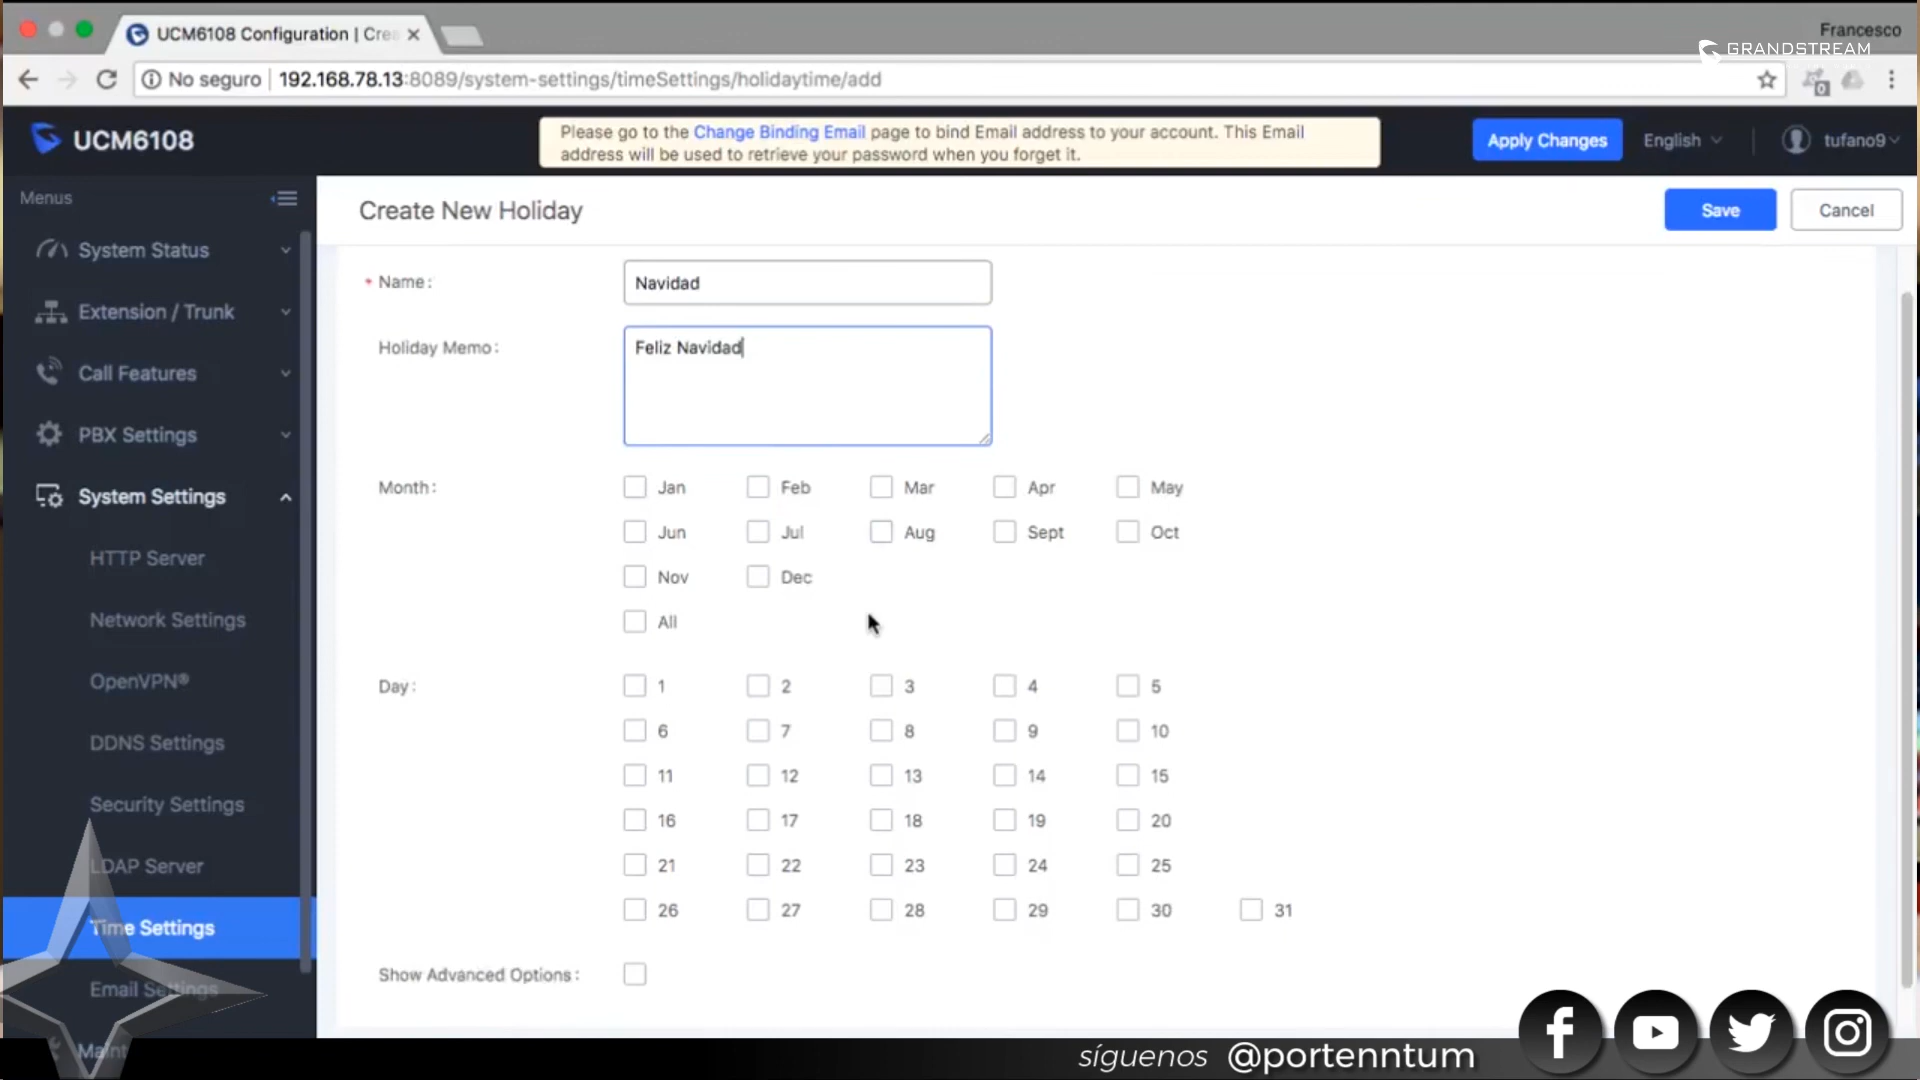 UCM6108 Configuration | Crea
Francesco
GRANDSTREAM
No seguro
192.168.78.13:8089/system-settings/timeSettings/holidaytime/add
0
UCM6108
Please go to the Change Binding Email page to bind Email address to your account. This Email
address will be used to retrieve your password when you forget it.
Apply Changes
English
tufano9
Menus
System Status
Extension / Trunk
Call Features
PBX Settings
System Settings
HTTP Server
Network Settings
OpenVPN®
DDNS Settings
Security Settings
LDAP Server
Time Settings
Email Settings
Maint
Create New Holiday
Save
Cancel
* Name:
Navidad
Holiday Memo:
Feliz Navidad
Month:
Jan Feb Mar Apr May
Jun Jul Aug Sept Oct
Nov Dec
All
Day:
1 2 3 4 5
6 7 8 9 10
11 12 13 14 15
16 17 18 19 20
21 22 23 24 25
26 27 28 29 30 31
Show Advanced Options:
síguenos @portenntum